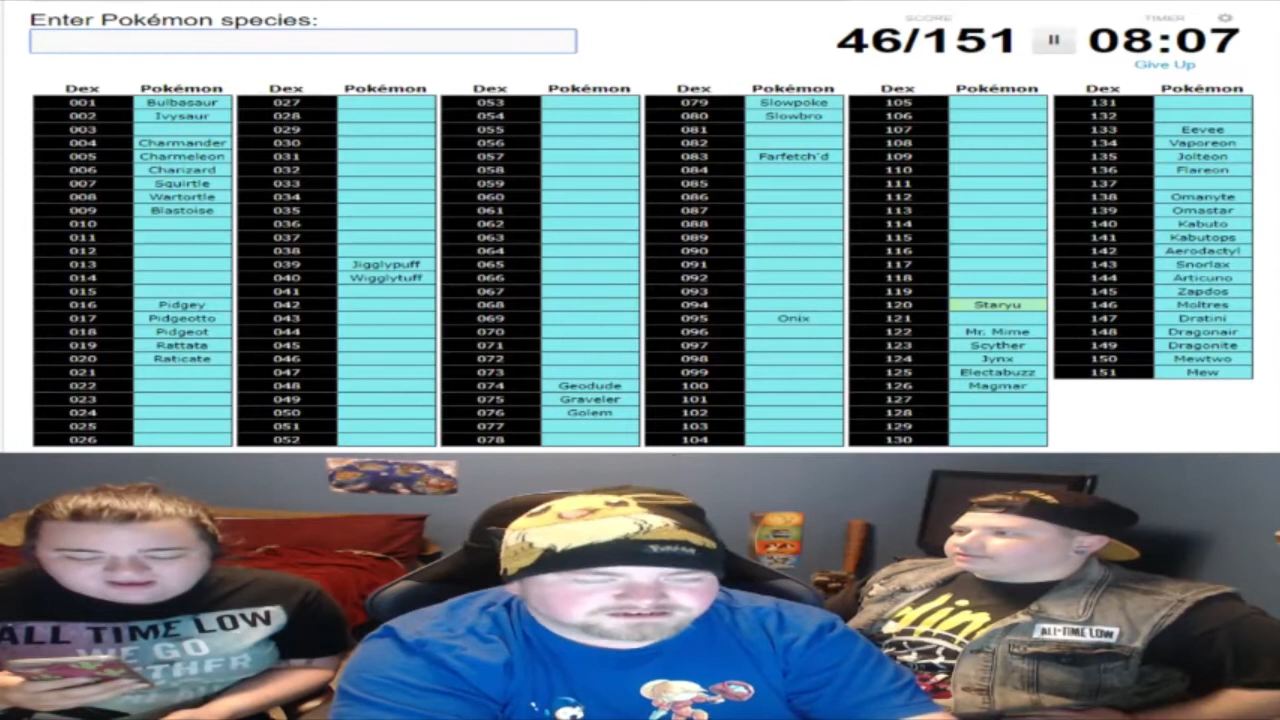 Enter Pokémon species:
SCORE TIMER
46/151 08:07
Give Up
Dex Pokémon Dex Pokémon Dex Pokémon Dex Pokémon Dex Pokémon Dex Pokémon
001 Bulbasaur 027 053 079 Slowpoke 105 131
002 Ivysaur 028 054 080 Slowbro 106 132
003 029 055 081 107 133 Eevee
004 Charmander 030 056 082 108 134 Vaporeon
005 Charmeleon 031 057 083 Farfetch'd 109 135 Jolteon
006 Charizard 032 058 084 110 136 Flareon
007 Squirtle 033 059 085 111 137
008 Wartortle 034 060 086 112 138 Omanyte
009 Blastoise 035 061 087 113 139 Omastar
010 036 062 088 114 140 Kabuto
011 037 063 089 115 141 Kabutops
012 038 064 090 116 142 Aerodactyl
013 039 Jigglypuff 065 091 117 143 Snorlax
014 040 Wigglytuff 066 092 118 144 Articuno
015 041 067 093 119 145 Zapdos
016 Pidgey 042 068 094 120 Staryu 146 Moltres
017 Pidgeotto 043 069 095 Onix 121 147 Dratini
018 Pidgeot 044 070 096 122 Mr. Mime 148 Dragonair
019 Rattata 045 071 097 123 Scyther 149 Dragonite
020 Raticate 046 072 098 124 Jynx 150 Mewtwo
021 047 073 099 125 Electabuzz 151 Mew
022 048 074 Geodude 100 126 Magmar
023 049 075 Graveler 101 127
024 050 076 Golem 102 128
025 051 077 103 129
026 052 078 104 130
ALL TIME LOW
WE GO
ALL TIME LOW